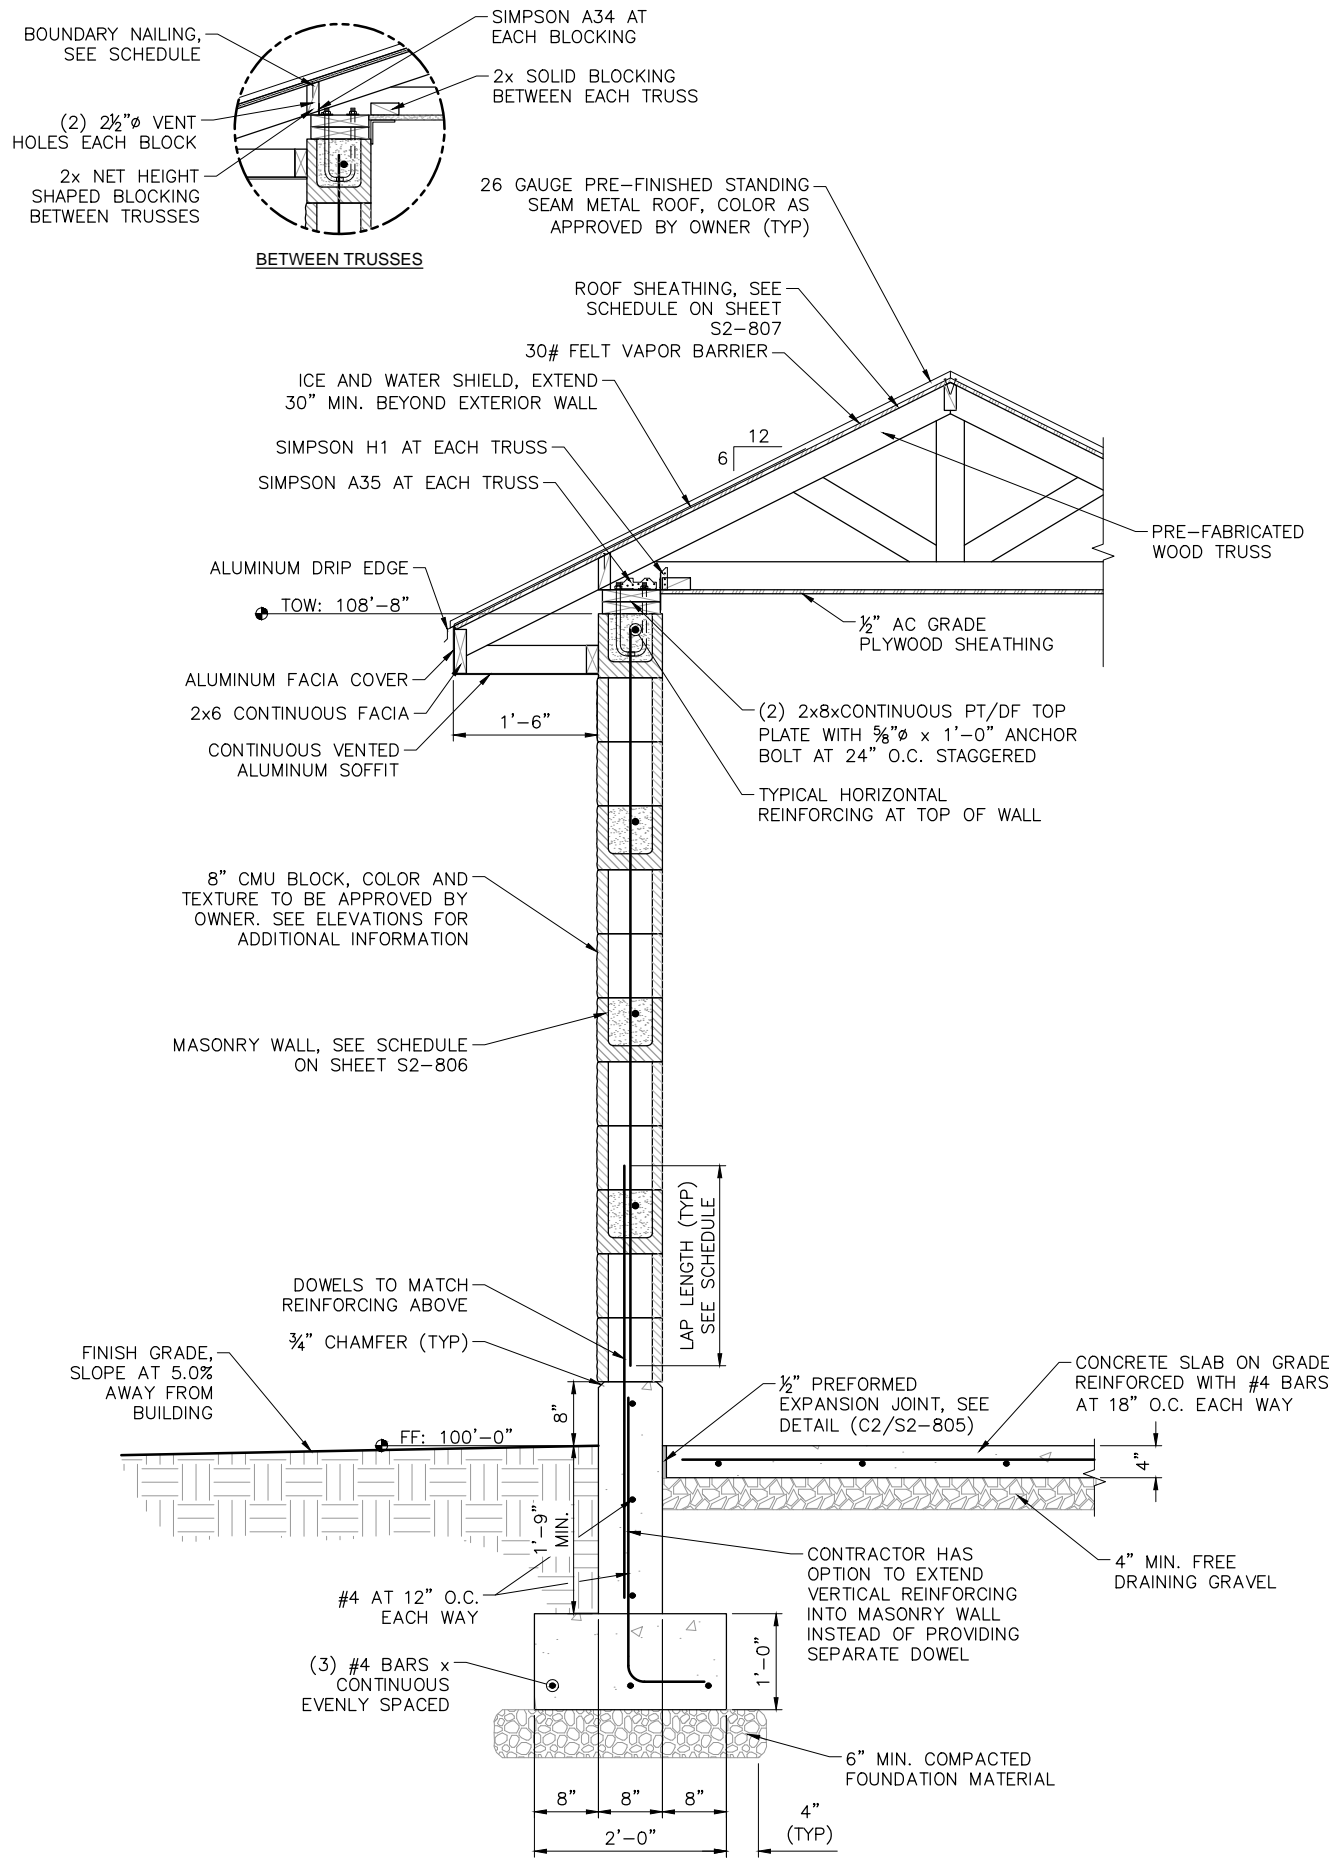 BOUNDARY NAILING,
SEE SCHEDULE
SIMPSON A34 AT
EACH BLOCKING
2x SOLID BLOCKING
BETWEEN EACH TRUSS
(2) 2½"ø VENT
HOLES EACH BLOCK
2x NET HEIGHT
SHAPED BLOCKING
BETWEEN TRUSSES
BETWEEN TRUSSES
26 GAUGE PRE-FINISHED STANDING
SEAM METAL ROOF, COLOR AS
APPROVED BY OWNER (TYP)
ROOF SHEATHING, SEE
SCHEDULE ON SHEET
S2-807
30# FELT VAPOR BARRIER
ICE AND WATER SHIELD, EXTEND
30" MIN. BEYOND EXTERIOR WALL
12
6
SIMPSON H1 AT EACH TRUSS
SIMPSON A35 AT EACH TRUSS
PRE-FABRICATED
WOOD TRUSS
ALUMINUM DRIP EDGE
TOW: 108'-8"
½" AC GRADE
PLYWOOD SHEATHING
ALUMINUM FACIA COVER
2x6 CONTINUOUS FACIA
CONTINUOUS VENTED
ALUMINUM SOFFIT
1'-6"
(2) 2x8xCONTINUOUS PT/DF TOP
PLATE WITH ⅝"ø x 1'-0" ANCHOR
BOLT AT 24" O.C. STAGGERED
TYPICAL HORIZONTAL
REINFORCING AT TOP OF WALL
8" CMU BLOCK, COLOR AND
TEXTURE TO BE APPROVED BY
OWNER. SEE ELEVATIONS FOR
ADDITIONAL INFORMATION
MASONRY WALL, SEE SCHEDULE
ON SHEET S2-806
LAP LENGTH (TYP)
SEE SCHEDULE
DOWELS TO MATCH
REINFORCING ABOVE
¾" CHAMFER (TYP)
FINISH GRADE,
SLOPE AT 5.0%
AWAY FROM
BUILDING
8"
½" PREFORMED
EXPANSION JOINT, SEE
DETAIL (C2/S2-805)
CONCRETE SLAB ON GRADE
REINFORCED WITH #4 BARS
AT 18" O.C. EACH WAY
FF: 100'-0"
4"
1'-9"
MIN.
#4 AT 12" O.C.
EACH WAY
CONTRACTOR HAS
OPTION TO EXTEND
VERTICAL REINFORCING
INTO MASONRY WALL
INSTEAD OF PROVIDING
SEPARATE DOWEL
4" MIN. FREE
DRAINING GRAVEL
(3) #4 BARS x
CONTINUOUS
EVENLY SPACED
1'-0"
6" MIN. COMPACTED
FOUNDATION MATERIAL
8"
8"
8"
4"
(TYP)
2'-0"